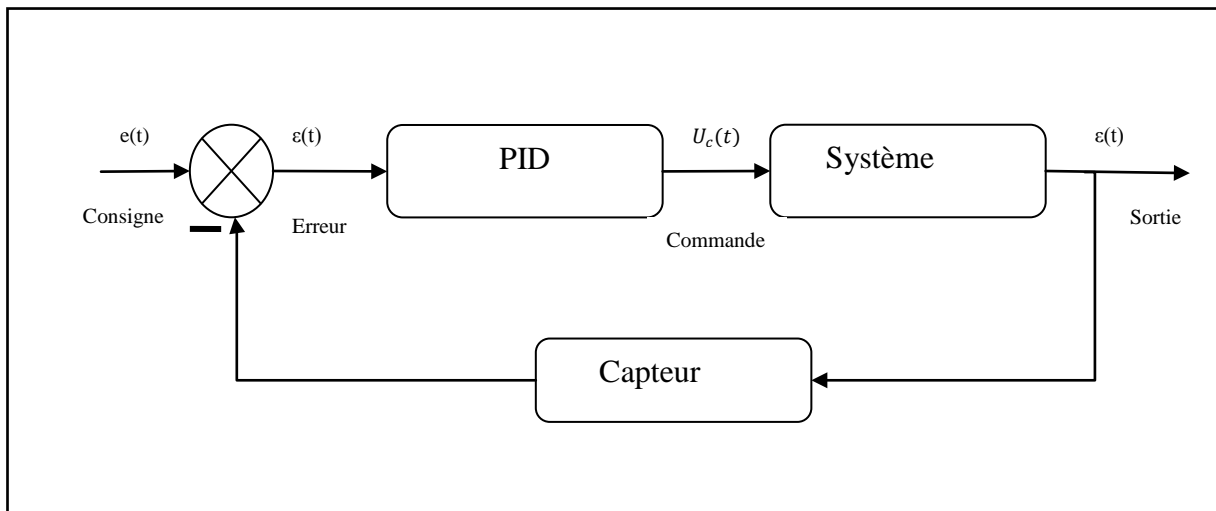 e(t)
ε(t)
PID
U_c(t)
Système
ε(t)
Consigne
Erreur
Commande
Sortie
Capteur